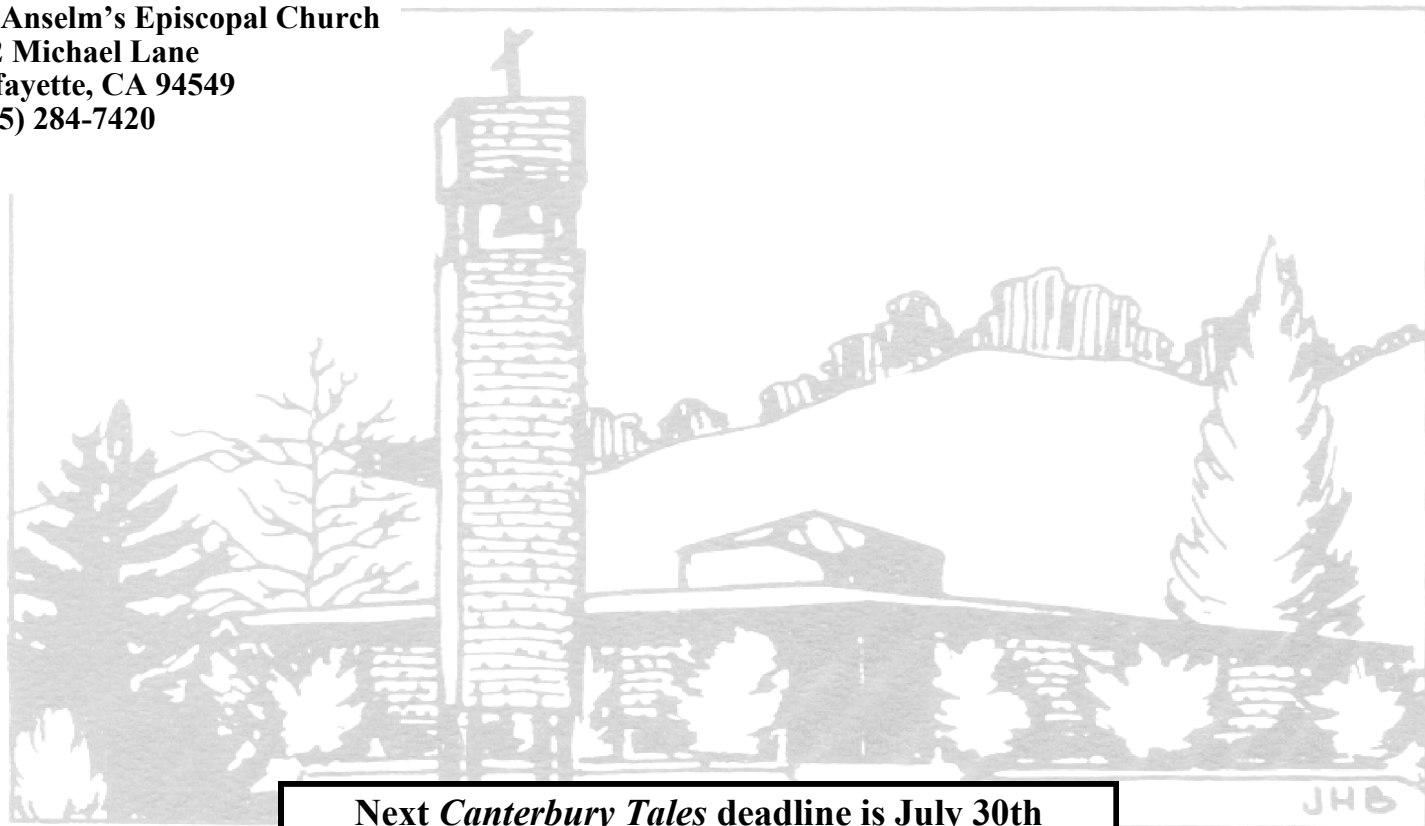 Anselm’s Episcopal Church
Michael Lane
fayette, CA 94549
5) 284-7420
Next Canterbury Tales deadline is July 30th
JHB